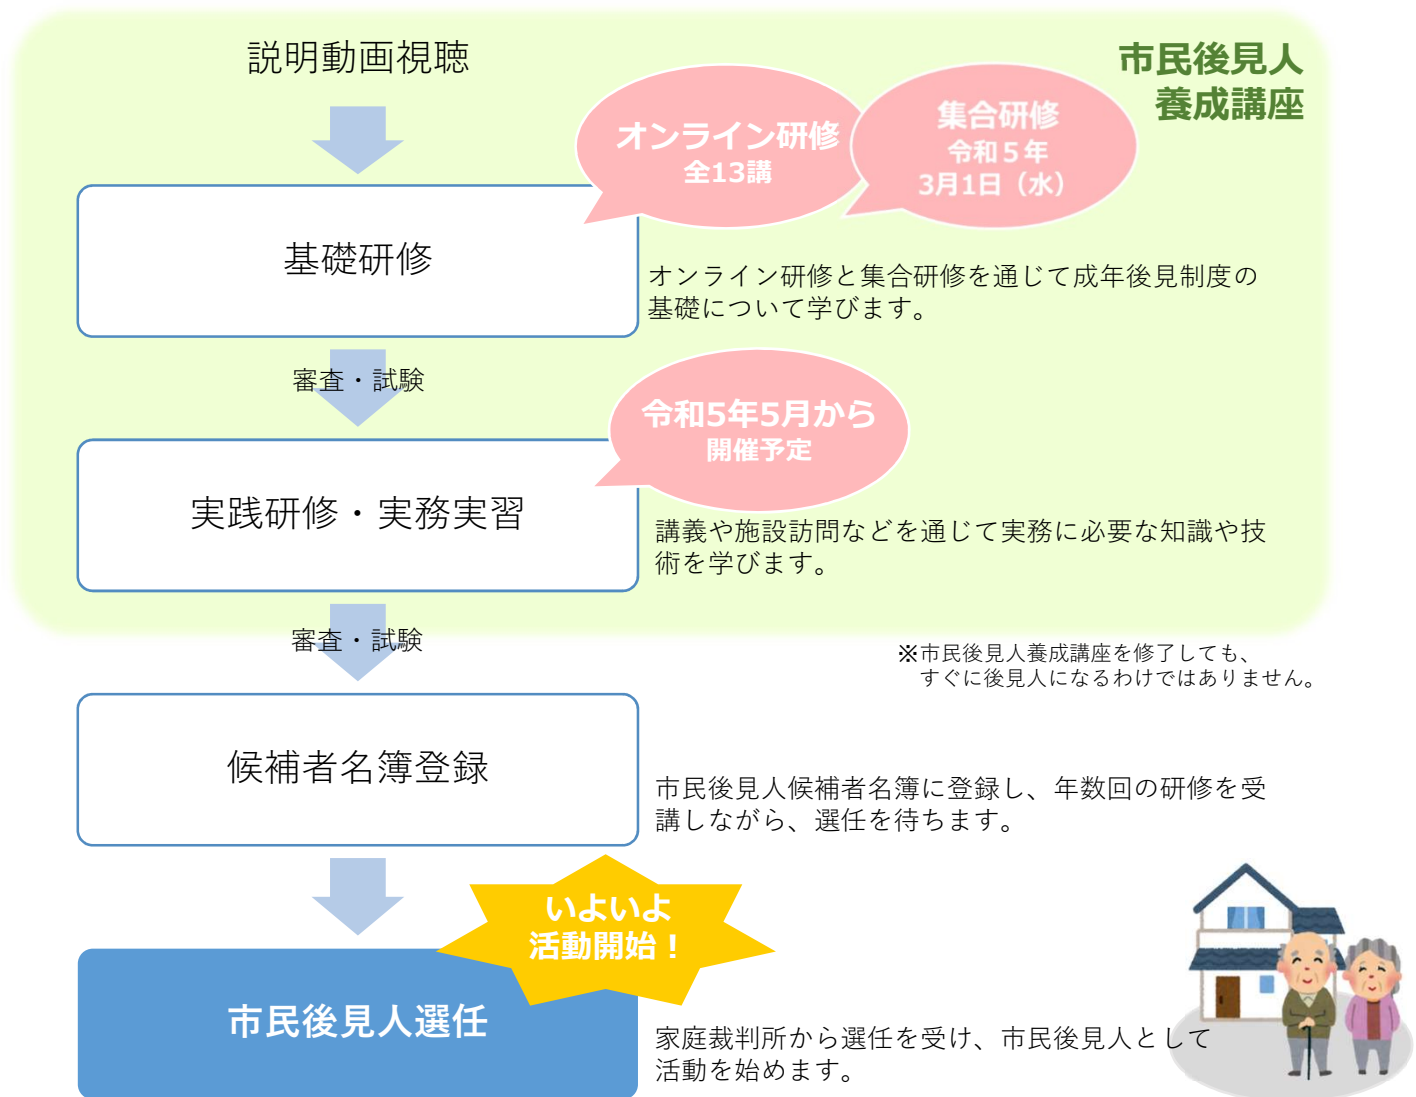 説明動画視聴
市民後見人
養成講座
オンライン研修
全13講
集合研修
令和５年
3月1日（水）
基礎研修
オンライン研修と集合研修を通じて成年後見制度の
基礎について学びます。
審査・試験
令和5年5月から
開催予定
実践研修・実務実習
講義や施設訪問などを通じて実務に必要な知識や技
術を学びます。
審査・試験
※市民後見人養成講座を修了しても、
すぐに後見人になるわけではありません。
候補者名簿登録
市民後見人候補者名簿に登録し、年数回の研修を受
講しながら、選任を待ちます。
いよいよ
活動開始！
市民後見人選任
家庭裁判所から選任を受け、市民後見人として
活動を始めます。